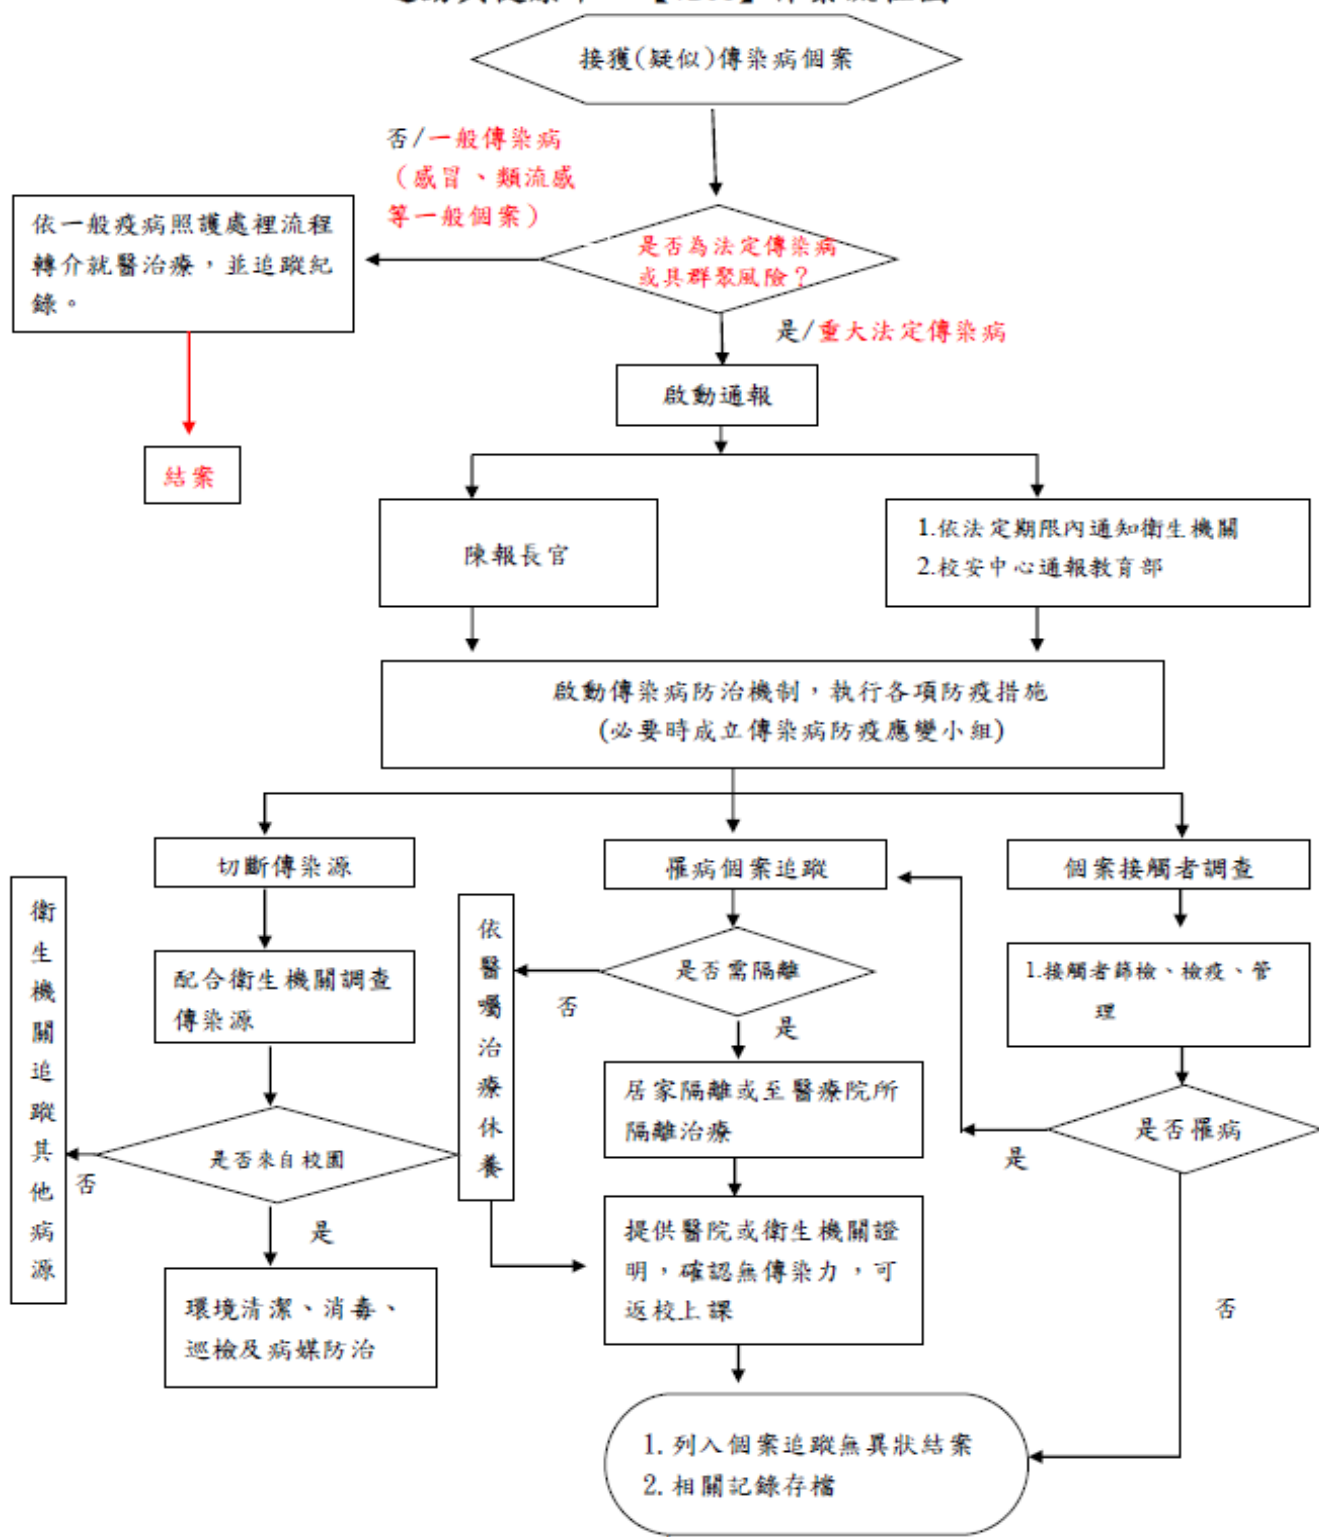 接獲(疑似)傳染病個案
否/一般傳染病
（感冒、類流感
等一般個案）
是否為法定傳染病
或具群聚風險？
依一般疫病照護處裡流程
轉介就醫治療，並追蹤紀
錄。
結案
是/重大法定傳染病
啟動通報
陳報長官
1.依法定期限內通知衛生機關
2.校安中心通報教育部
啟動傳染病防治機制，執行各項防疫措施
(必要時成立傳染病防疫應變小組)
切斷傳染源
罹病個案追蹤
個案接觸者調查
衛生機關追蹤其他病源
配合衛生機關調查
傳染源
是否來自校園
否
是
環境清潔、消毒、
巡檢及病媒防治
依醫囑治療休養
是否需隔離
否
是
居家隔離或至醫療院所
隔離治療
提供醫院或衛生機關證
明，確認無傳染力，可
返校上課
1.接觸者篩檢、檢疫、管
理
是否罹病
是
否
1. 列入個案追蹤無異狀結案
2. 相關記錄存檔